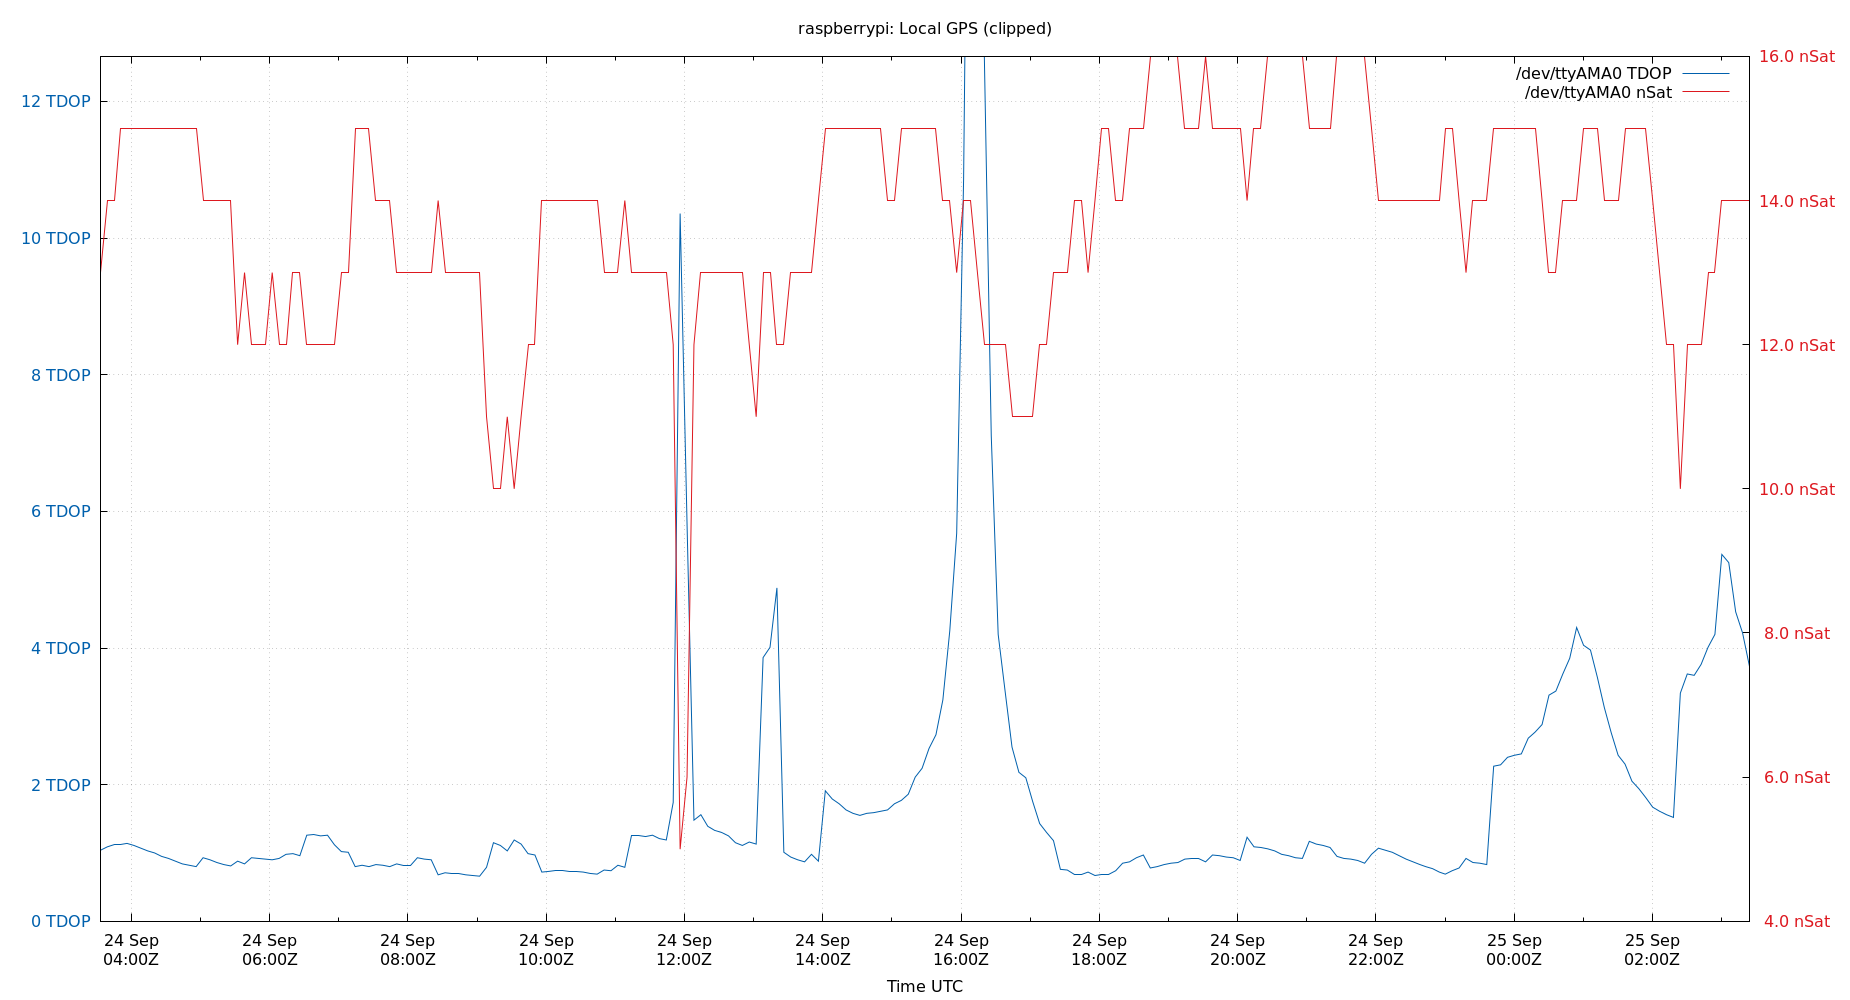 raspberrypi: Local GPS (clipped)
16.0 nSat
/dev/ttyAMA0 TDOP
/dev/ttyAMA0 nSat
12 TDOP
14.0 nSat
10 TDOP
12.0 nSat
8 TDOP
10.0 nSat
6 TDOP
8.0 nSat
4 TDOP
6.0 nSat
2 TDOP
4.0 nSat
0 TDOP
24 Sep 24 Sep 24 Sep 24 Sep 24 Sep 24 Sep 24 Sep 24 Sep 24 Sep 24 Sep 25 Sep 25 Sep
04:00Z 06:00Z 08:00Z 10:00Z 12:00Z 14:00Z 16:00Z 18:00Z 20:00Z 22:00Z 00:00Z 02:00Z
Time UTC